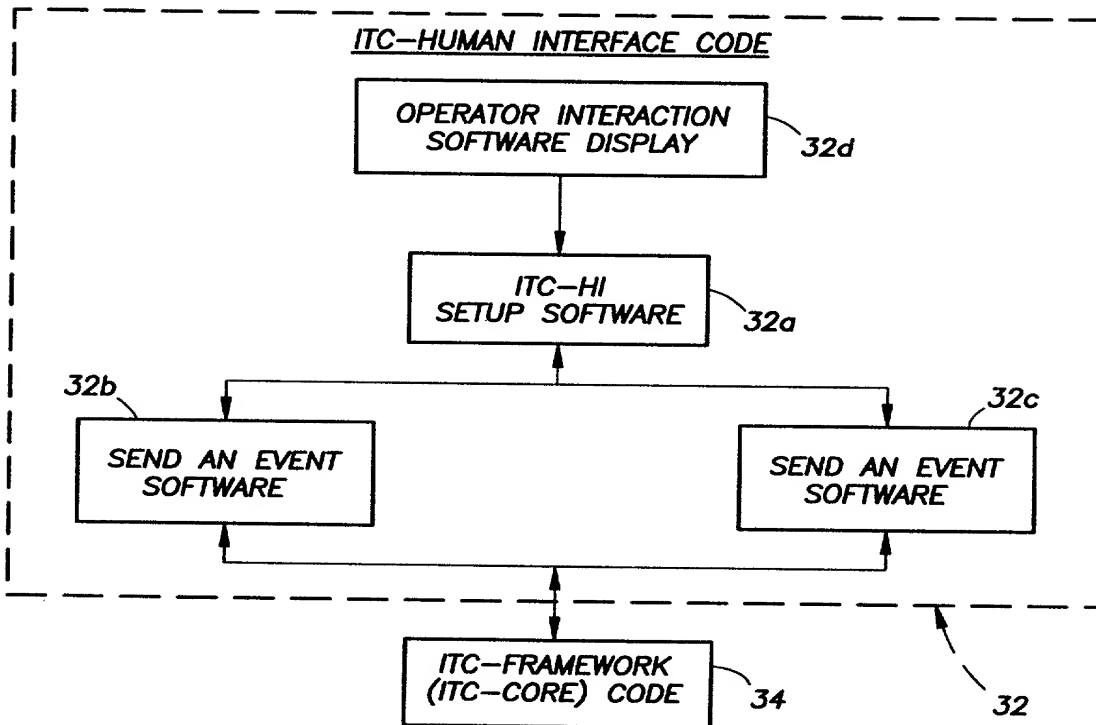 ITC-HUMAN INTERFACE CODE
OPERATOR INTERACTION
SOFTWARE DISPLAY
32d
ITC-HI
SETUP SOFTWARE
32a
32b
32c
SEND AN EVENT
SOFTWARE
SEND AN EVENT
SOFTWARE
ITC-FRAMEWORK
(ITC-CORE) CODE
34
32